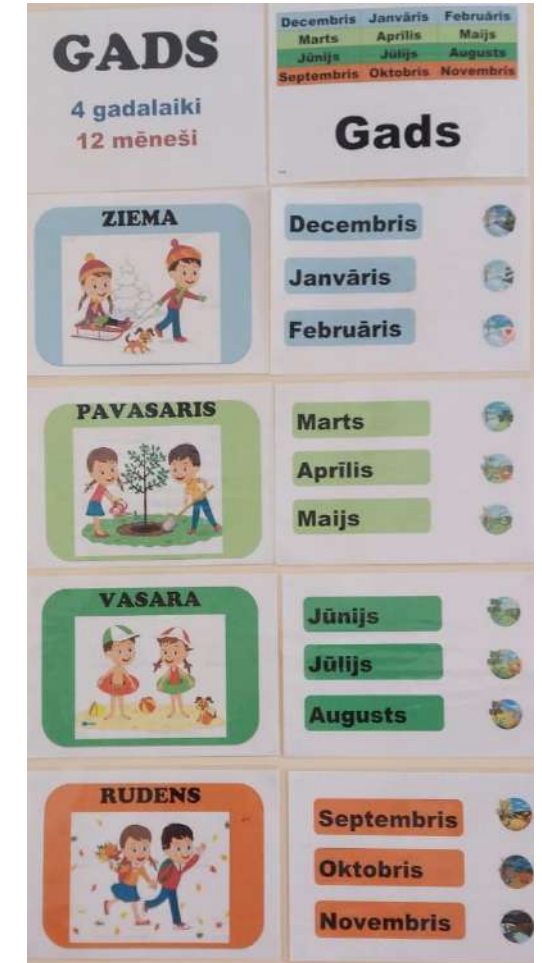 GADS
4 gadalaiki
12 mēneši
Decembris Janvāris Februāris
Marts Aprīlis Maijs
Jūnijs Jūlijs Augusts
Septembris Oktobris Novembris
Gads
ZIEMA
Decembris
Janvāris
Februāris
PAVASARIS
Marts
Aprīlis
Maijs
VASARA
Jūnijs
Jūlijs
Augusts
RUDENS
Septembris
Oktobris
Novembris